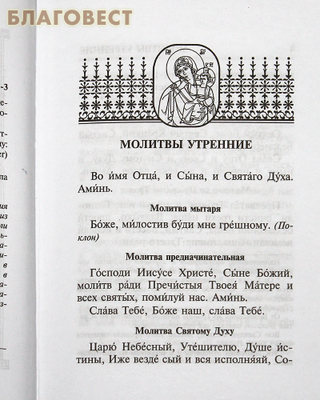 БЛАГОВЕСТ
МОЛИТВЫ УТРЕННИЕ
Во и́мя Отца́, и Сы́на, и Свята́го Ду́ха.
Ами́нь.
Молитва мытаря
Бо́же, ми́лостив бу́ди мне гре́шному. (По-
клон)
Молитва предначинательная
Го́споди Иису́се Христе́, Сы́не Бо́жий,
моли́тв ра́ди Пречи́стыя Твоея́ Ма́тере и
всех святы́х, поми́луй нас. Ами́нь.
Сла́ва Тебе́, Бо́же наш, сла́ва Тебе́.
Молитва Святому Духу
Царю́ Небе́сный, Уте́шителю, Ду́ше и́с-
тины, И́же везде́ сый и вся исполня́яй, Со-